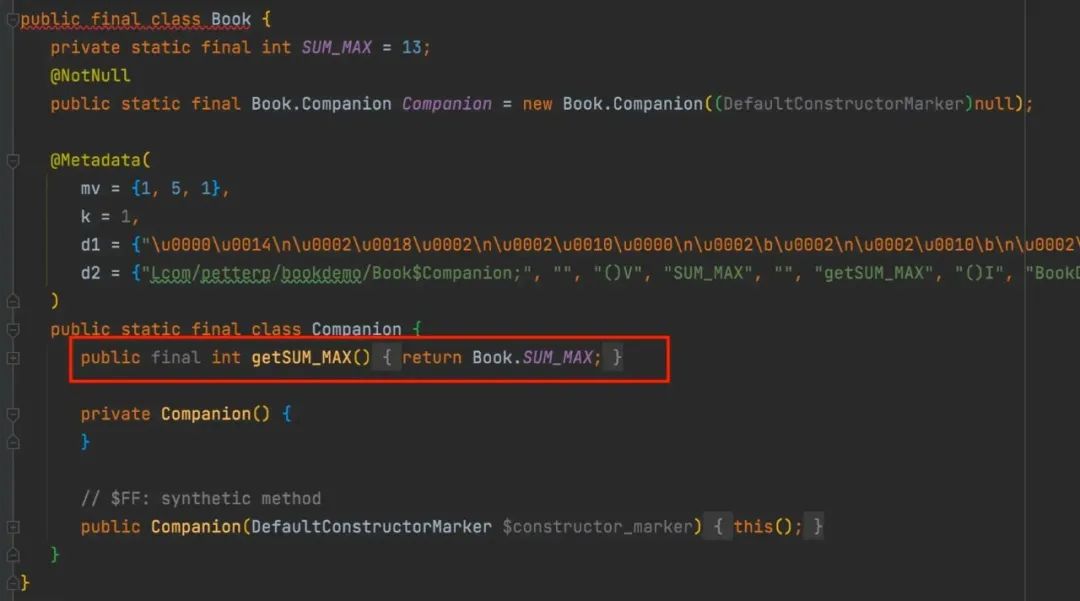 public final class Book {
private static final int SUM_MAX = 13;
@NotNull
public static final Book.Companion Companion = new Book.Companion((DefaultConstructorMarker)null);
@Metadata(
mv = {1, 5, 1},
k = 1,
d1 = {"\u0000\u0014\n\u0002\u0018\u0002\n\u0002\u0010\u0000\n\u0002\b\u0002\n\u0002\u0010\b\n\u0002\
d2 = {"Lcom/petterp/bookdemo/Book$Companion;", "", "()V", "SUM_MAX", "", "getSUM_MAX", "()I", "BookD
)
public static final class Companion {
public final int getSUM_MAX() { return Book.SUM_MAX; }
private Companion() {
}
// $FF: synthetic method
public Companion(DefaultConstructorMarker $constructor_marker) { this(); }
}
}